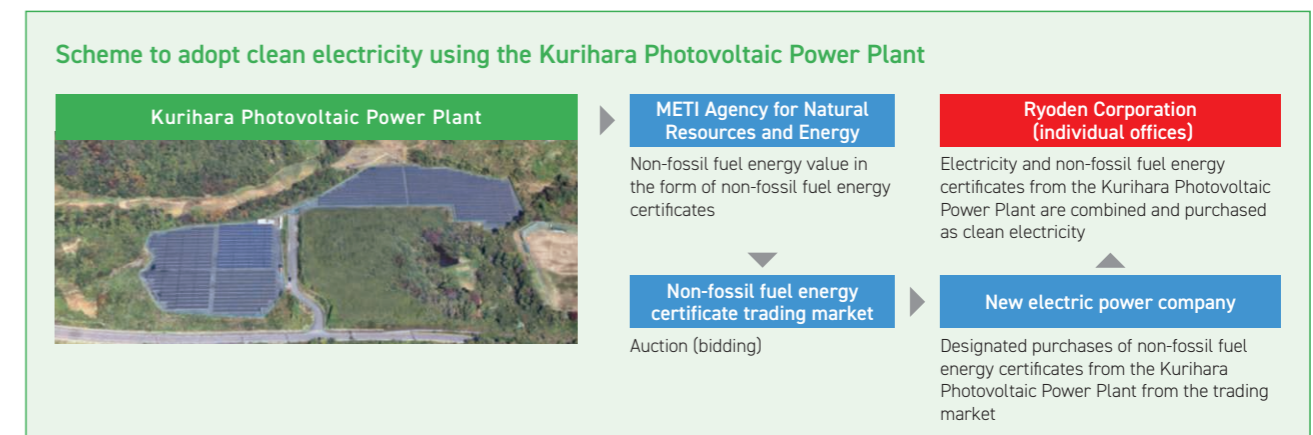 Scheme to adopt clean electricity using the Kurihara Photovoltaic Power Plant
Kurihara Photovoltaic Power Plant
METI Agency for Natural
Resources and Energy
Non-fossil fuel energy value in
the form of non-fossil fuel energy
certificates
Non-fossil fuel energy
certificate trading market
Auction (bidding)
New electric power company
Designated purchases of non-fossil fuel
energy certificates from the Kurihara
Photovoltaic Power Plant from the trading
market
Ryoden Corporation
(individual offices)
Electricity and non-fossil fuel energy
certificates from the Kurihara Photovoltaic
Power Plant are combined and purchased
as clean electricity